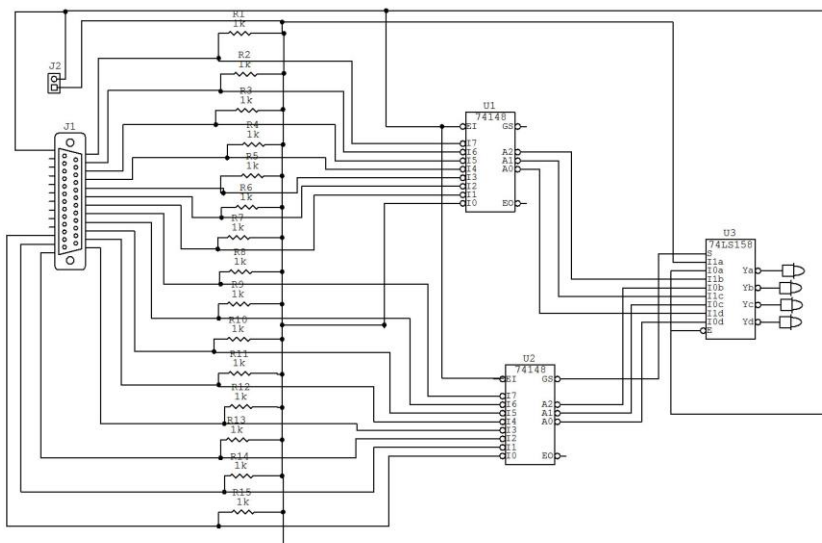 R1
1k
R2
1k
R3
1k
R4
1k
R5
1k
R6
1k
R7
1k
R8
1k
R9
1k
R10
1k
R11
1k
R12
1k
R13
1k
R14
1k
R15
1k
J2
J1
U1
74148
EI GS
I7
I6 A2
I5 A1
I4 A0
I3
I2
I1
I0 EO
U2
74148
EI GS
I7
I6 A2
I5 A1
I4 A0
I3
I2
I1
I0 EO
U3
74LS158
S
I1a
I0a Ya
I1b
I0b Yb
I1c
I0c Yc
I1d
I0d Yd
E